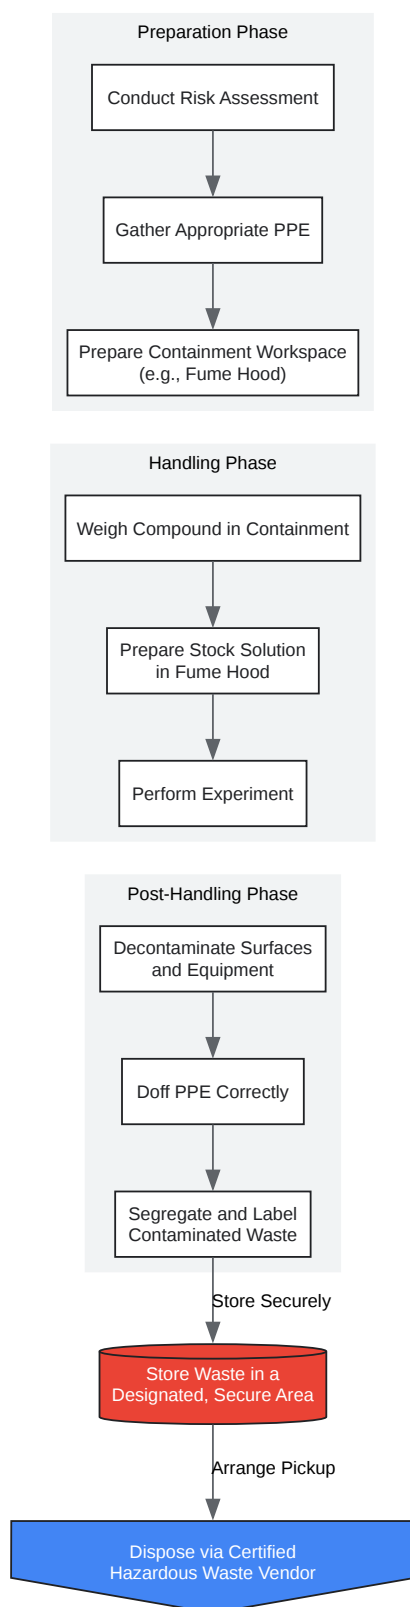 Preparation Phase
Conduct Risk Assessment
Gather Appropriate PPE
Prepare Containment Workspace
(e.g., Fume Hood)
Handling Phase
Weigh Compound in Containment
Prepare Stock Solution
in Fume Hood
Perform Experiment
Post-Handling Phase
Decontaminate Surfaces
and Equipment
Doff PPE Correctly
Segregate and Label
Contaminated Waste
Store Securely
Store Waste in a
Designated, Secure Area
Arrange Pickup
Dispose via Certified
Hazardous Waste Vendor